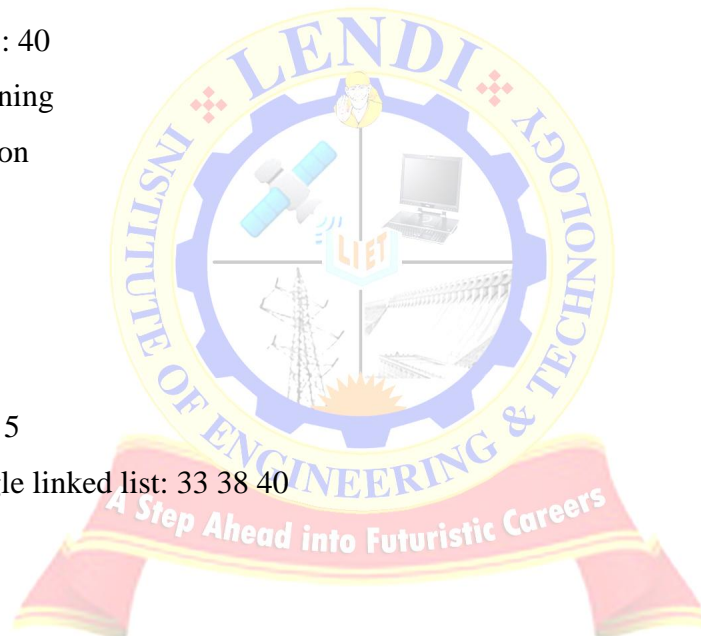 : 40
ning
on
5
gle linked list: 33 38 40
LENDI
INSTITUTE OF ENGINEERING & TECHNOLOGY
LIET
A Step Ahead into Futuristic Careers